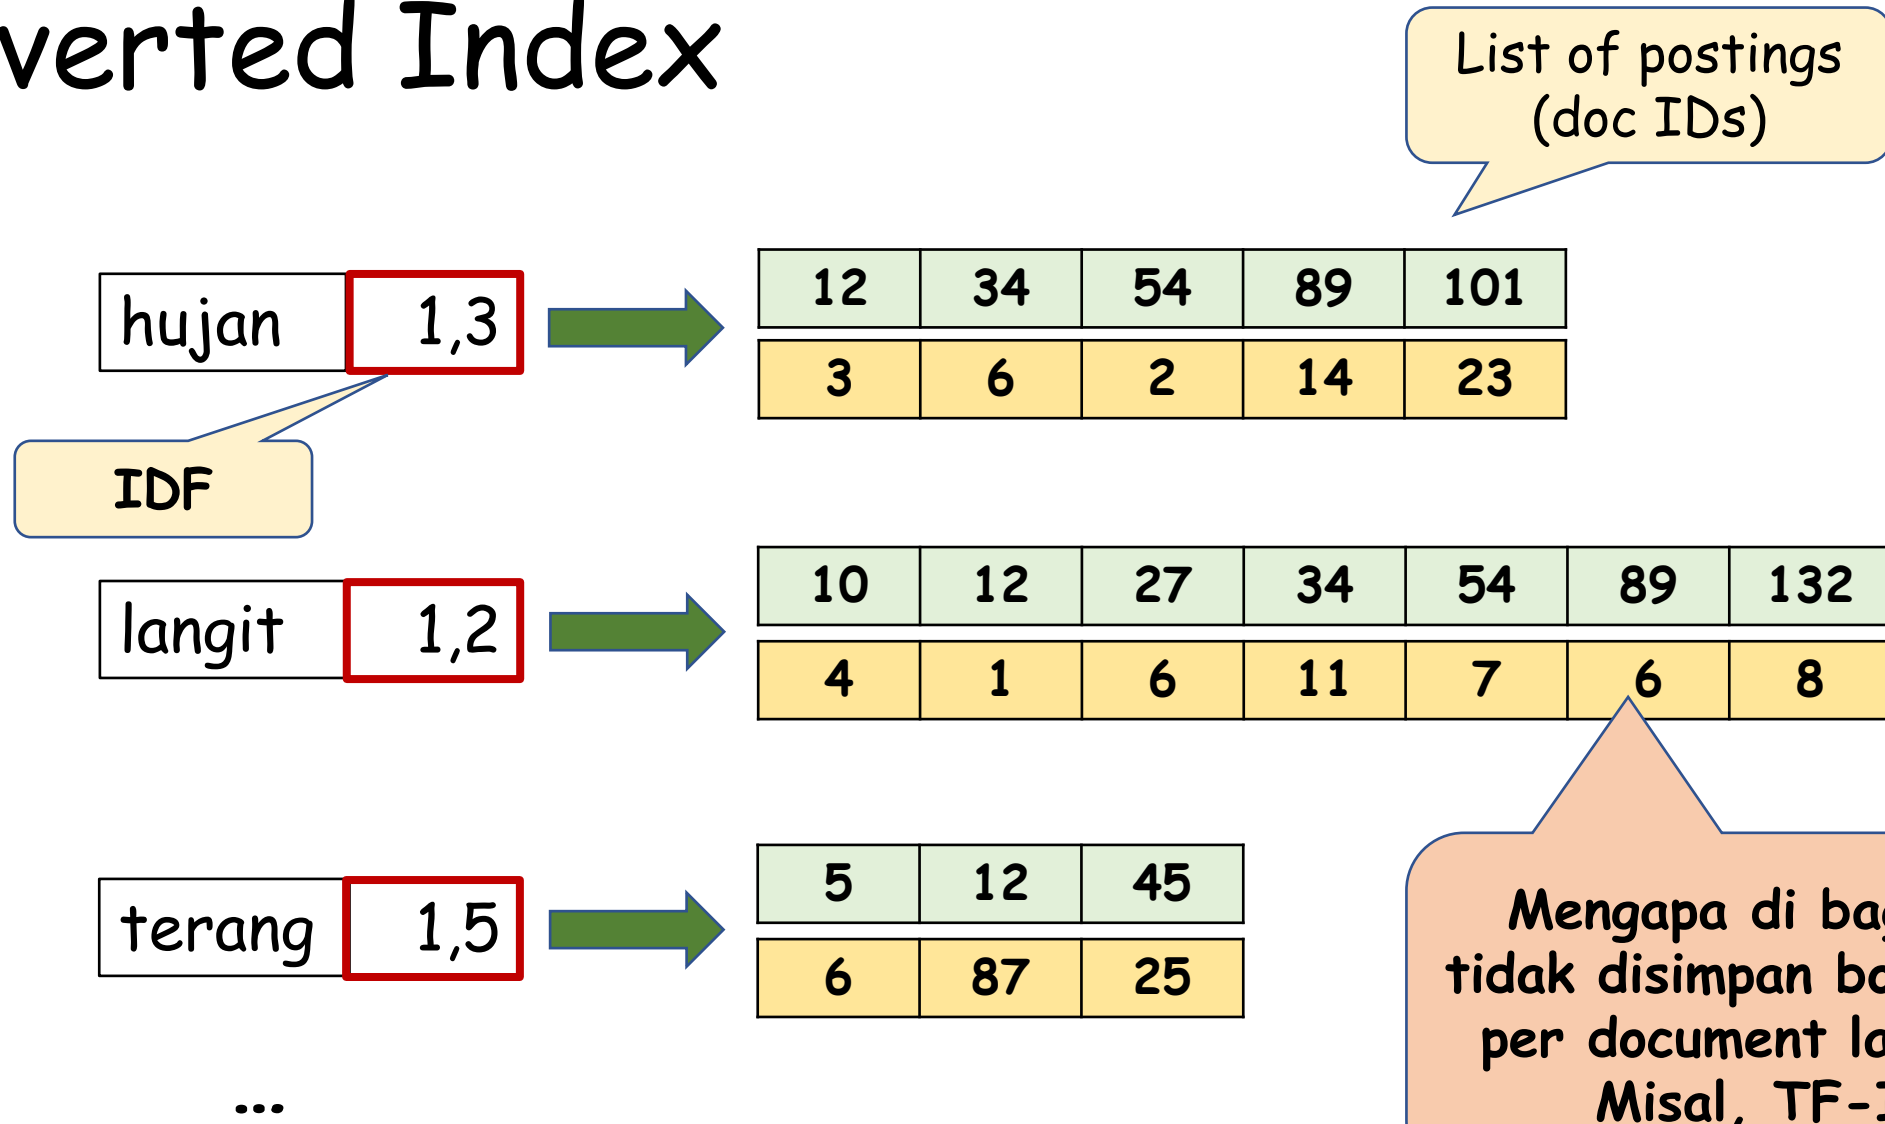 verted Index
List of postings
(doc IDs)
hujan 1,3
12 34 54 89 101
3 6 2 14 23
IDF
langit 1,2
10 12 27 34 54 89 132
4 1 6 11 7 6 8
terang 1,5
5 12 45
6 87 25
Mengapa di
tidak disimpan
per document
Misal,
...